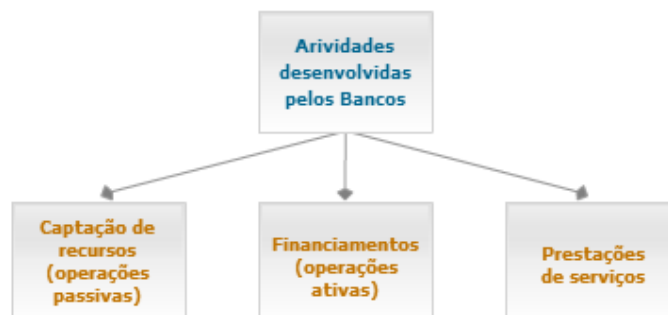 Arividades
desenvolvidas
pelos Bancos
Captação de
recursos
(operações
passivas)
Financiamentos
(operações
ativas)
Prestações
de serviços